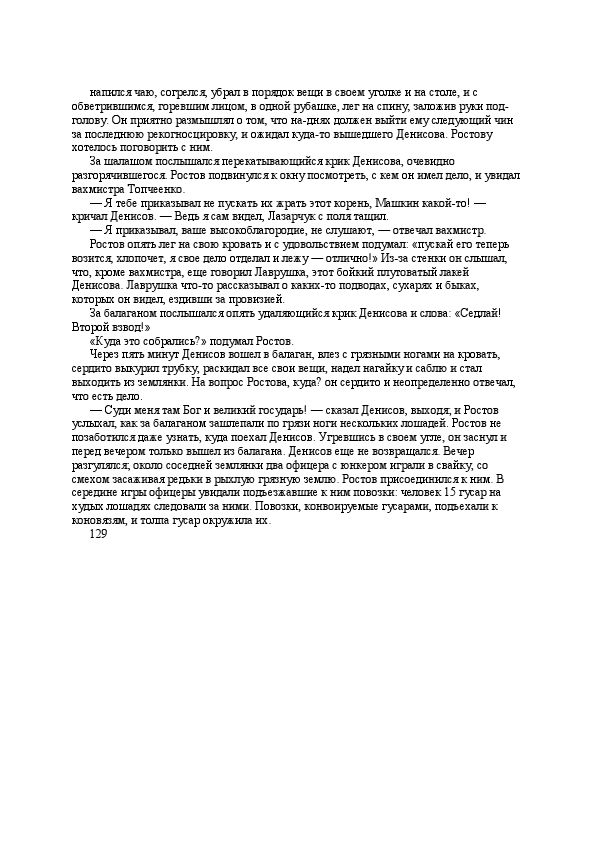 напился чаю, согрелся, убрал в порядок вещи в своем уголке и на столе, и с
обветрившимся, горевшим лицом, в одной рубашке, лег на спину, заложив руки под-
голову. Он приятно размышлял о том, что на-днях должен выйти ему следующий чин
за последнюю рекогносцировку, и ожидал куда-то вышедшего Денисова. Ростову
хотелось поговорить с ним.
За шалашом послышался перекатывающийся крик Денисова, очевидно
разгорячившегося. Ростов подвинулся к окну посмотреть, с кем он имел дело, и увидал
вахмистра Топчеенко.
— Я тебе приказывал не пускать их жрать этот корень, Машкин какой-то! —
кричал Денисов. — Ведь я сам видел, Лазарчук с поля тащил.
— Я приказывал, ваше высокоблагородие, не слушают, — отвечал вахмистр.
Ростов опять лег на свою кровать и с удовольствием подумал: «пускай его теперь
возится, хлопочет, я свое дело отделал и лежу — отлично!» Из-за стенки он слышал,
что, кроме вахмистра, еще говорил Лаврушка, этот бойкий плутоватый лакей
Денисова. Лаврушка что-то рассказывал о каких-то подводах, сухарях и быках,
которых он видел, ездивши за провизией.
За балаганом послышался опять удаляющийся крик Денисова и слова: «Седлай!
Второй взвод!»
«Куда это собрались?» подумал Ростов.
Через пять минут Денисов вошел в балаган, влез с грязными ногами на кровать,
сердито выкурил трубку, раскидал все свои вещи, надел нагайку и саблю и стал
выходить из землянки. На вопрос Ростова, куда? он сердито и неопределенно отвечал,
что есть дело.
— Суди меня там Бог и великий государь! — сказал Денисов, выходя, и Ростов
услыхал, как за балаганом зашлепали по грязи ноги нескольких лошадей. Ростов не
позаботился даже узнать, куда поехал Денисов. Угревшись в своем угле, он заснул и
перед вечером только вышел из балагана. Денисов еще не возвращался. Вечер
разгулялся; около соседней землянки два офицера с юнкером играли в свайку, со
смехом засаживая редьки в рыхлую грязную землю. Ростов присоединился к ним. В
середине игры офицеры увидали подъезжавшие к ним повозки: человек 15 гусар на
худых лошадях следовали за ними. Повозки, конвоируемые гусарами, подъехали к
коновязям, и толпа гусар окружила их.
129